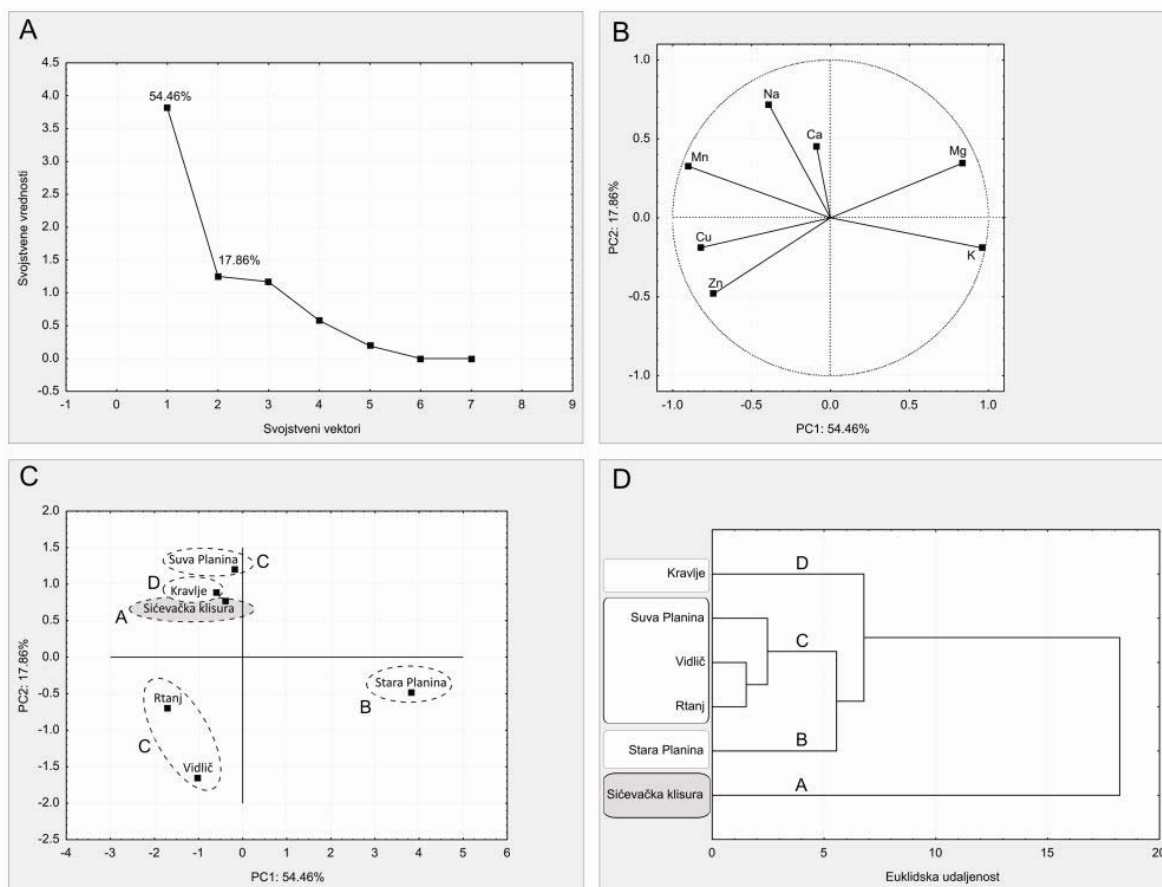 A
4.5
4.0
3.5
3.0
2.5
2.0
1.5
1.0
0.5
0.0
-0.5
54.46%
17.86%
Svojstvene vrednosti
-1 0 1 2 3 4 5 6 7 8 9
Svojstveni vektori
B
1.0
0.5
0.0
-0.5
-1.0
PC2: 17.86%
Na
Ca
Mn
Mg
Cu
K
Zn
-1.0 -0.5 0.0 0.5 1.0
PC1: 54.46%
C
2.0
1.5
1.0
0.5
0.0
-0.5
-1.0
-1.5
-2.0
-2.5
PC2: 17.86%
Suva Planina C
D Kravlje
A Sićevačka klisura
Stara Planina
B
Rtanj
C
Vidlič
-4 -3 -2 -1 0 1 2 3 4 5 6
PC1: 54.46%
D
Kravlje D
Suva Planina
C
Vidlič
Rtanj
Stara Planina B
Sićevačka klisura A
0 5 10 15 20
Euklidska udaljenost